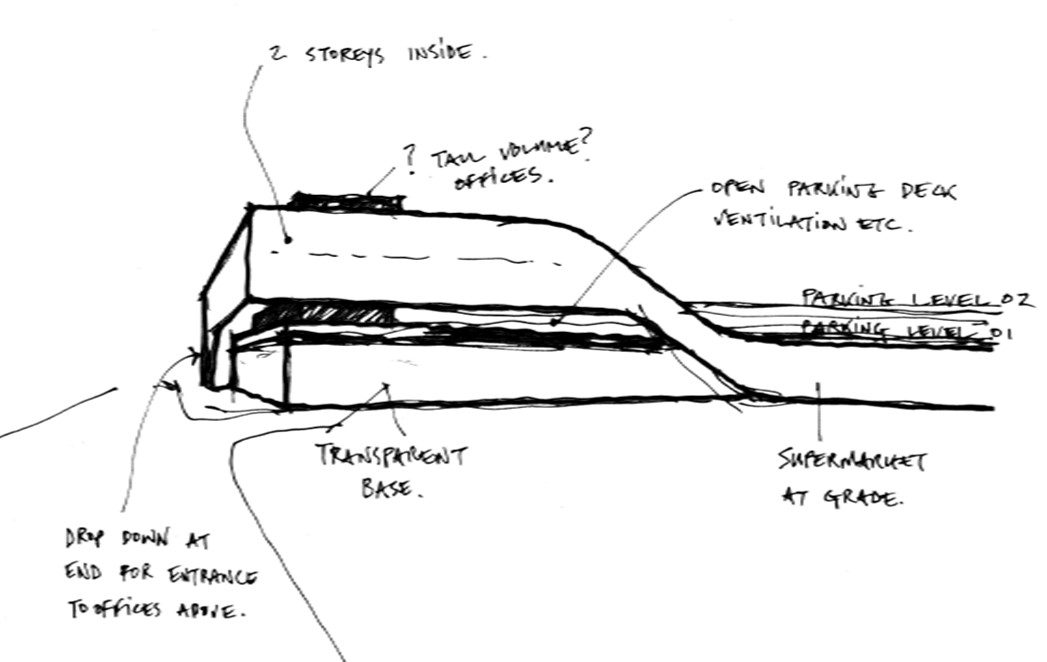 2 STOREYS INSIDE.
? TALL VOLUME?
OFFICES.
OPEN PARKING DECK
VENTILATION ETC.
PARKING LEVEL 02
PARKING LEVEL 01
TRANSPARENT
BASE.
SUPERMARKET
AT GRADE.
DROP DOWN AT
END FOR ENTRANCE
TO OFFICES ABOVE.